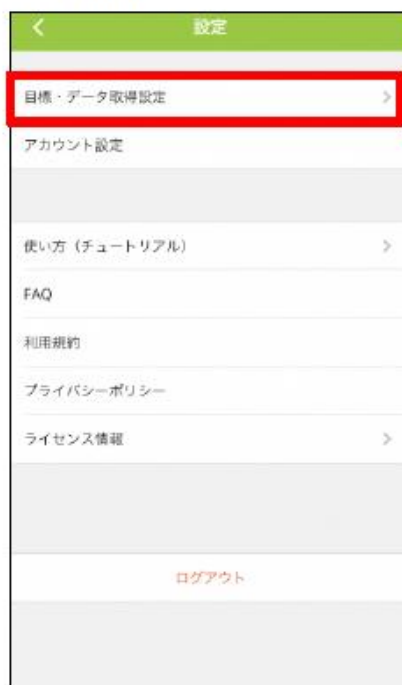 設定
目標・データ取得設定
アカウント設定
使い方（チュートリアル）
FAQ
利用規約
プライバシーポリシー
ライセンス情報
ログアウト